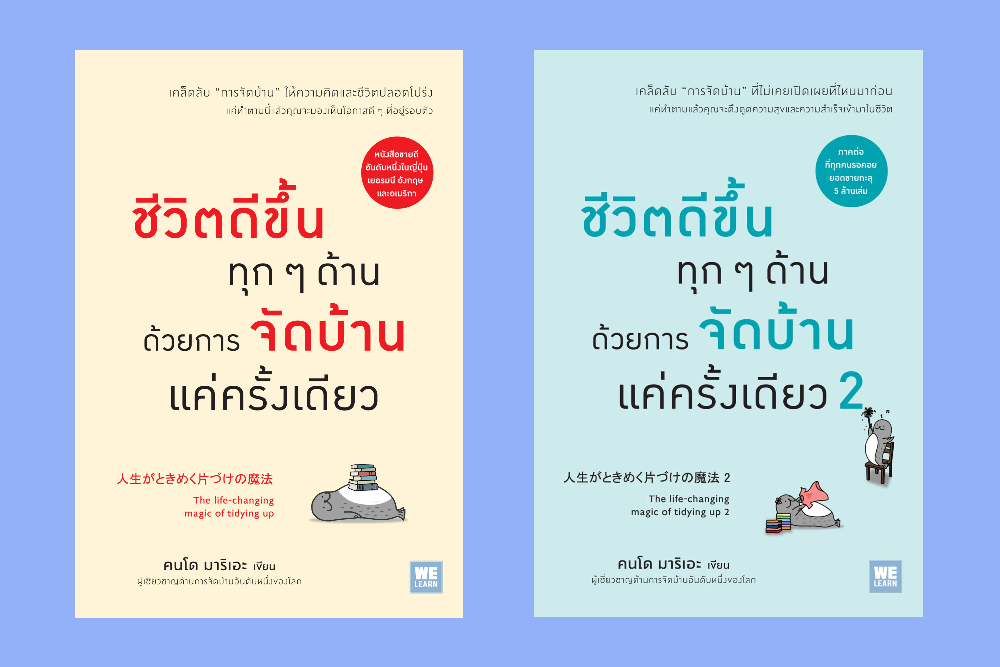 เคล็ดลับ "การจัดบ้าน" ให้ความคิดและชีวิตปลอดโปร่ง
แค่ทำตามนี้แล้วคุณจะมองเห็นโอกาสดี ๆ ที่อยู่รอบตัว
หนังสือขายดี
อันดับหนึ่งในญี่ปุ่น
เยอรมนี อังกฤษ
และอเมริกา
ชีวิตดีขึ้น
ทุก ๆ ด้าน
ด้วยการ จัดบ้าน
แค่ครั้งเดียว
人生がときめく片づけの魔法
The life-changing
magic of tidying up
คนโด มาริเอะ เขียน
ผู้เชี่ยวชาญด้านการจัดบ้านอันดับหนึ่งของโลก
WE
LEARN
เคล็ดลับ "การจัดบ้าน" ที่ไม่เคยเปิดเผยที่ไหนมาก่อน
แค่ทำตามแล้วคุณจะดึงดูดความสุขและความสำเร็จเข้ามาในชีวิต
ภาคต่อ
ที่ทุกคนรอคอย
ยอดขายทะลุ
5 ล้านเล่ม
ชีวิตดีขึ้น
ทุก ๆ ด้าน
ด้วยการ จัดบ้าน
แค่ครั้งเดียว 2
人生がときめく片づけの魔法 2
The life-changing
magic of tidying up 2
คนโด มาริเอะ เขียน
ผู้เชี่ยวชาญด้านการจัดบ้านอันดับหนึ่งของโลก
WE
LEARN